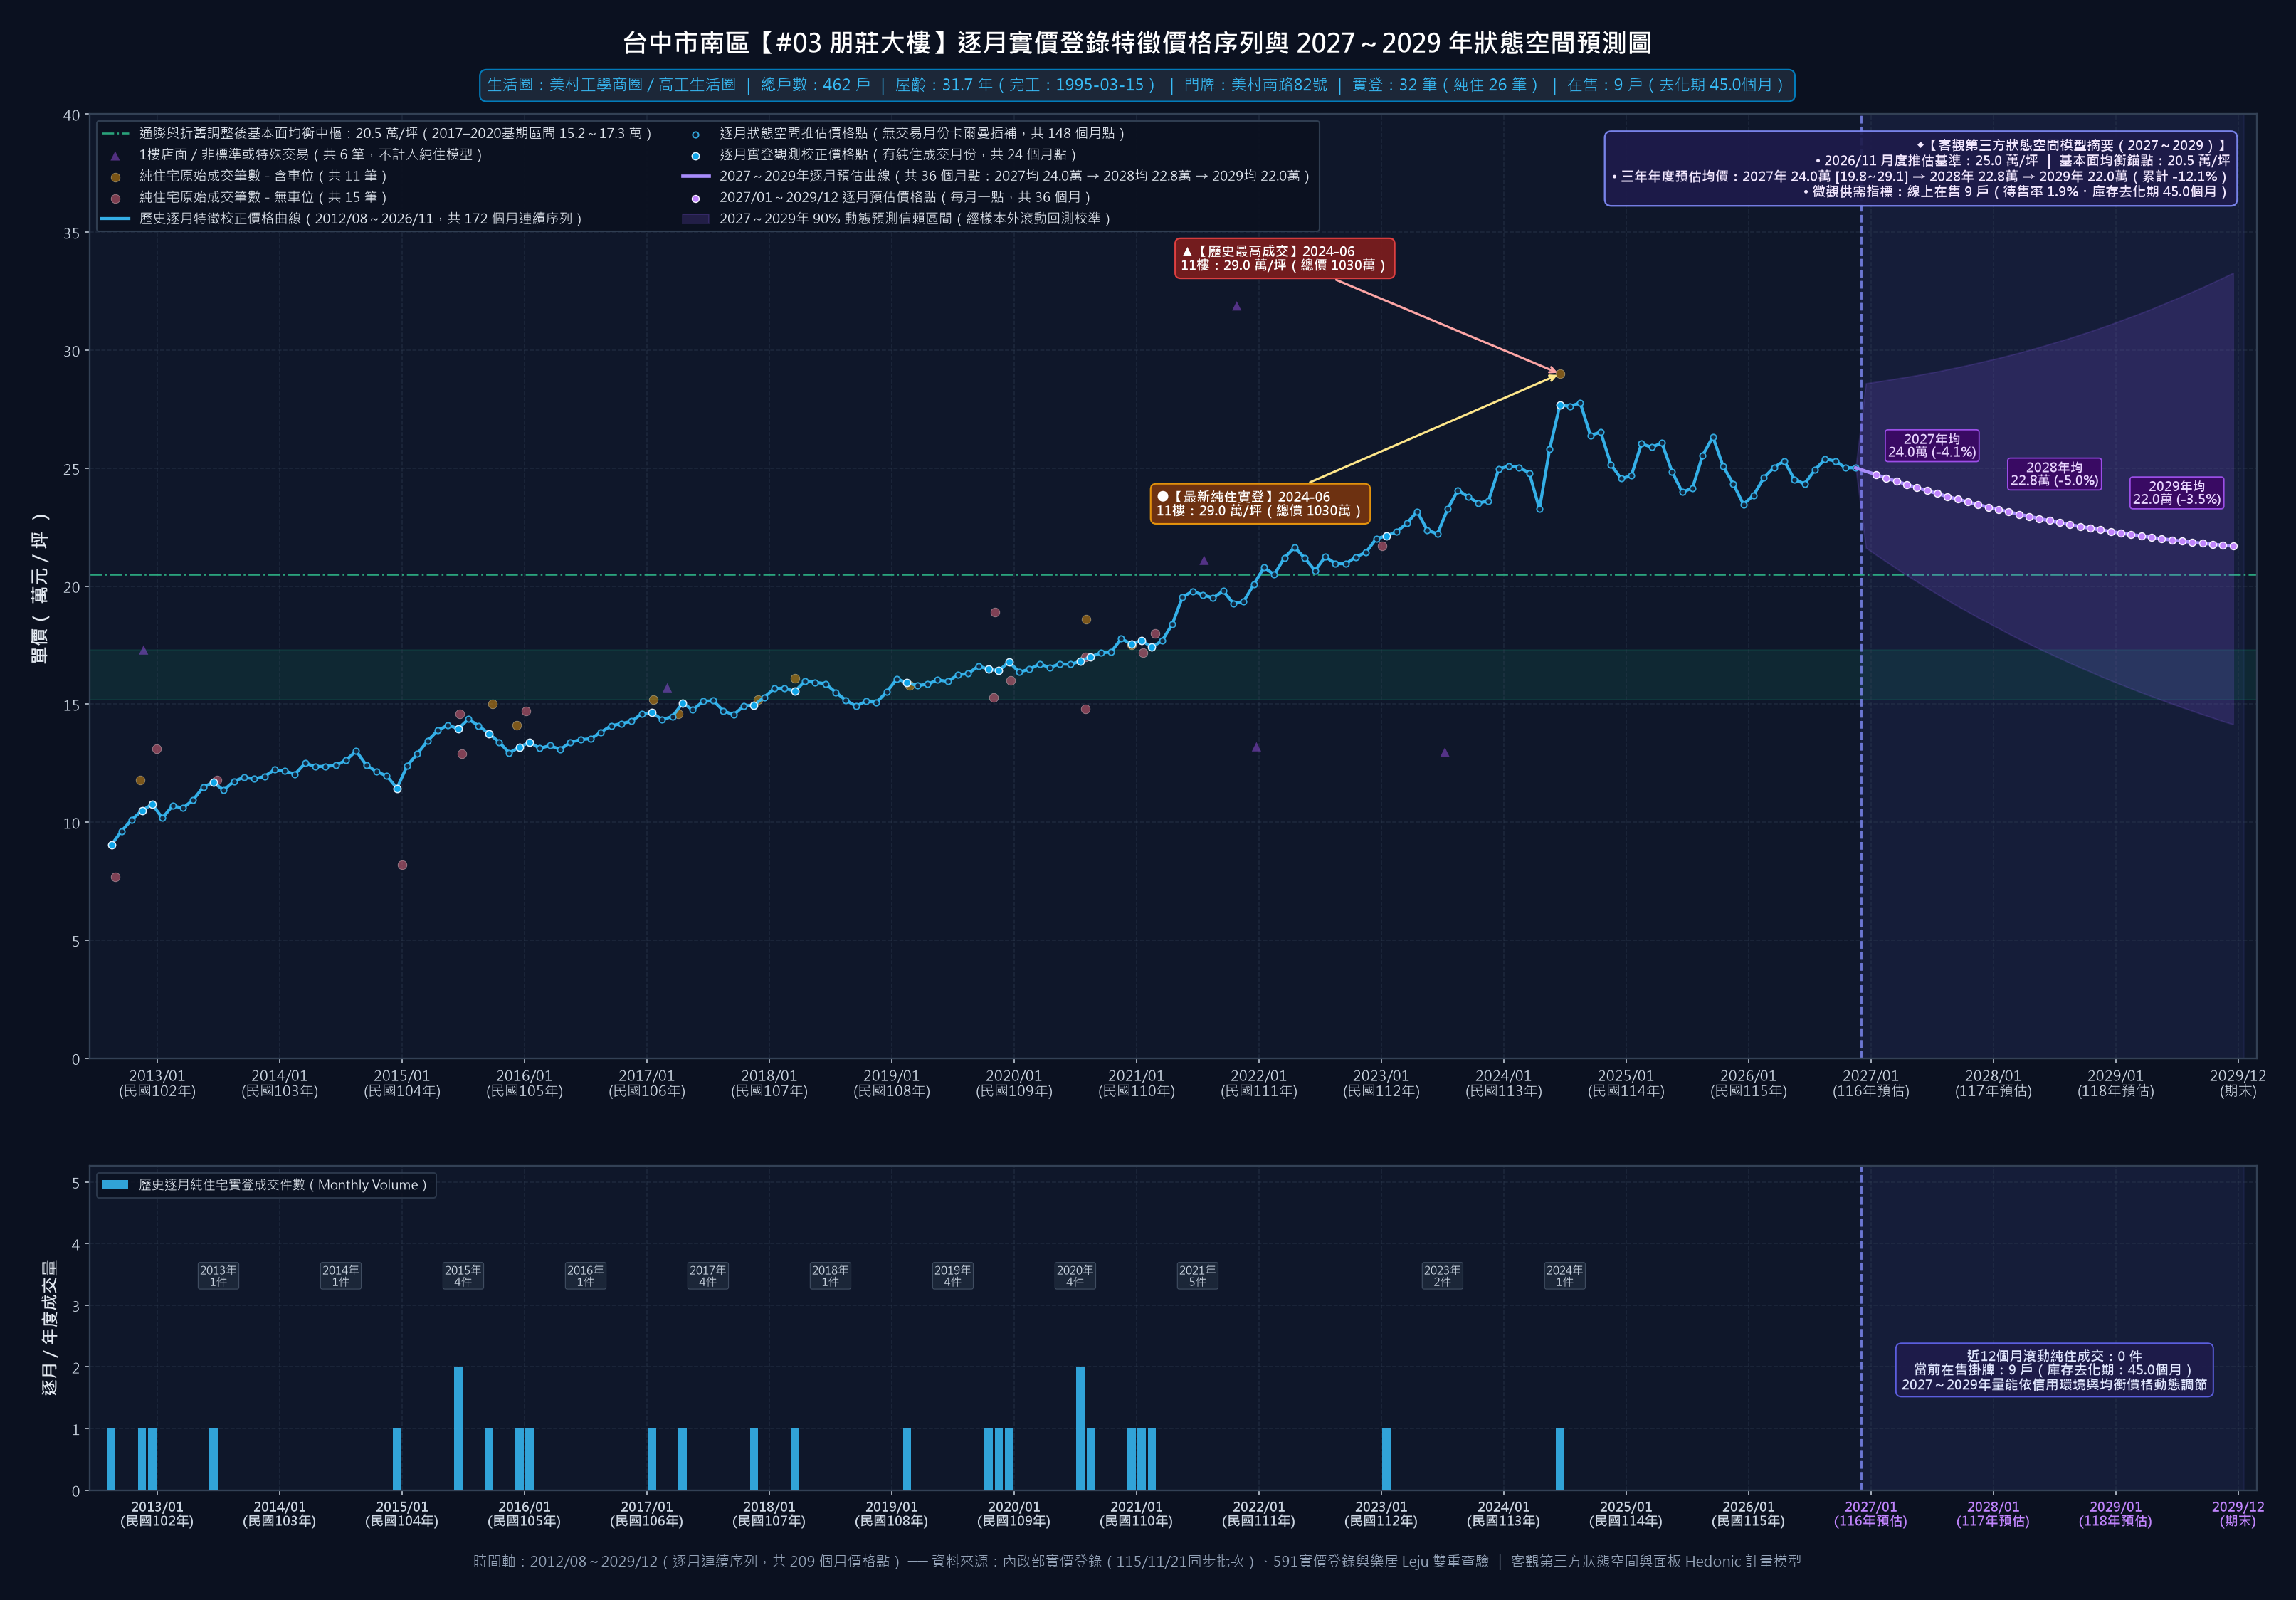 台中市南區【#03 朋莊大樓】逐月實價登錄特徵價格序列與 2027～2029 年狀態空間預測圖
生活圈：美村工學商圈 / 高工生活圈 ｜ 總戶數：462 戶 ｜ 屋齡：31.7 年（完工：1995-03-15） ｜ 門牌：美村南路82號 ｜ 實登：32 筆（純住 26 筆） ｜ 在售：9 戶（去化期 45.0個月）
通膨與折舊調整後基本面均衡中樞：20.5 萬/坪（2017–2020基期區間 15.2～17.3 萬）
1樓店面 / 非標準或特殊交易（共 6 筆，不計入純住模型）
純住宅原始成交筆數 - 含車位（共 11 筆）
純住宅原始成交筆數 - 無車位（共 15 筆）
歷史逐月特徵校正價格曲線（2012/08～2026/11，共 172 個月連續序列）
逐月狀態空間推估價格點（無交易月份卡爾曼插補，共 148 個月點）
逐月實登觀測校正價格點（有純住成交月份，共 24 個月點）
2027～2029年逐月預估曲線（共 36 個月點：2027均 24.0萬 → 2028均 22.8萬 → 2029均 22.0萬）
2027/01～2029/12 逐月預估價格點（每月一點，共 36 個月）
2027～2029年 90% 動態預測信賴區間（經樣本外滾動回測校準）
◆【客觀第三方狀態空間模型摘要（2027～2029）】
• 2026/11 月度推估基準：25.0 萬/坪 ｜ 基本面均衡錨點：20.5 萬/坪
• 三年年度預估均價：2027年 24.0萬 [19.8~29.1] → 2028年 22.8萬 → 2029年 22.0萬（累計 -12.1%）
• 微觀供需指標：線上在售 9 戶（待售率 1.9%．庫存去化期 45.0個月）
▲【歷史最高成交】2024-06
11樓：29.0 萬/坪（總價 1030萬）
●【最新純住實登】2024-06
11樓：29.0 萬/坪（總價 1030萬）
2027年均
24.0萬 (-4.1%)
2028年均
22.8萬 (-5.0%)
2029年均
22.0萬 (-3.5%)
單價（萬元 / 坪）
40
35
30
25
20
15
10
5
0
2013/01
(民國102年)
2014/01
(民國103年)
2015/01
(民國104年)
2016/01
(民國105年)
2017/01
(民國106年)
2018/01
(民國107年)
2019/01
(民國108年)
2020/01
(民國109年)
2021/01
(民國110年)
2022/01
(民國111年)
2023/01
(民國112年)
2024/01
(民國113年)
2025/01
(民國114年)
2026/01
(民國115年)
2027/01
(116年預估)
2028/01
(117年預估)
2029/01
(118年預估)
2029/12
(期末)
歷史逐月純住宅實登成交件數（Monthly Volume）
逐月 / 年度成交量
5
4
3
2
1
0
2013年
1件
2014年
1件
2015年
4件
2016年
1件
2017年
4件
2018年
1件
2019年
4件
2020年
4件
2021年
5件
2023年
2件
2024年
1件
近12個月滾動純住成交：0 件
當前在售掛牌：9 戶（庫存去化期：45.0個月）
2027～2029年量能依信用環境與均衡價格動態調節
2013/01
(民國102年)
2014/01
(民國103年)
2015/01
(民國104年)
2016/01
(民國105年)
2017/01
(民國106年)
2018/01
(民國107年)
2019/01
(民國108年)
2020/01
(民國109年)
2021/01
(民國110年)
2022/01
(民國111年)
2023/01
(民國112年)
2024/01
(民國113年)
2025/01
(民國114年)
2026/01
(民國115年)
2027/01
(116年預估)
2028/01
(117年預估)
2029/01
(118年預估)
2029/12
(期末)
時間軸：2012/08～2029/12（逐月連續序列，共 209 個月價格點） ── 資料來源：內政部實價登錄（115/11/21同步批次）、591實價登錄與樂居 Leju 雙重查驗 ｜ 客觀第三方狀態空間與面板 Hedonic 計量模型